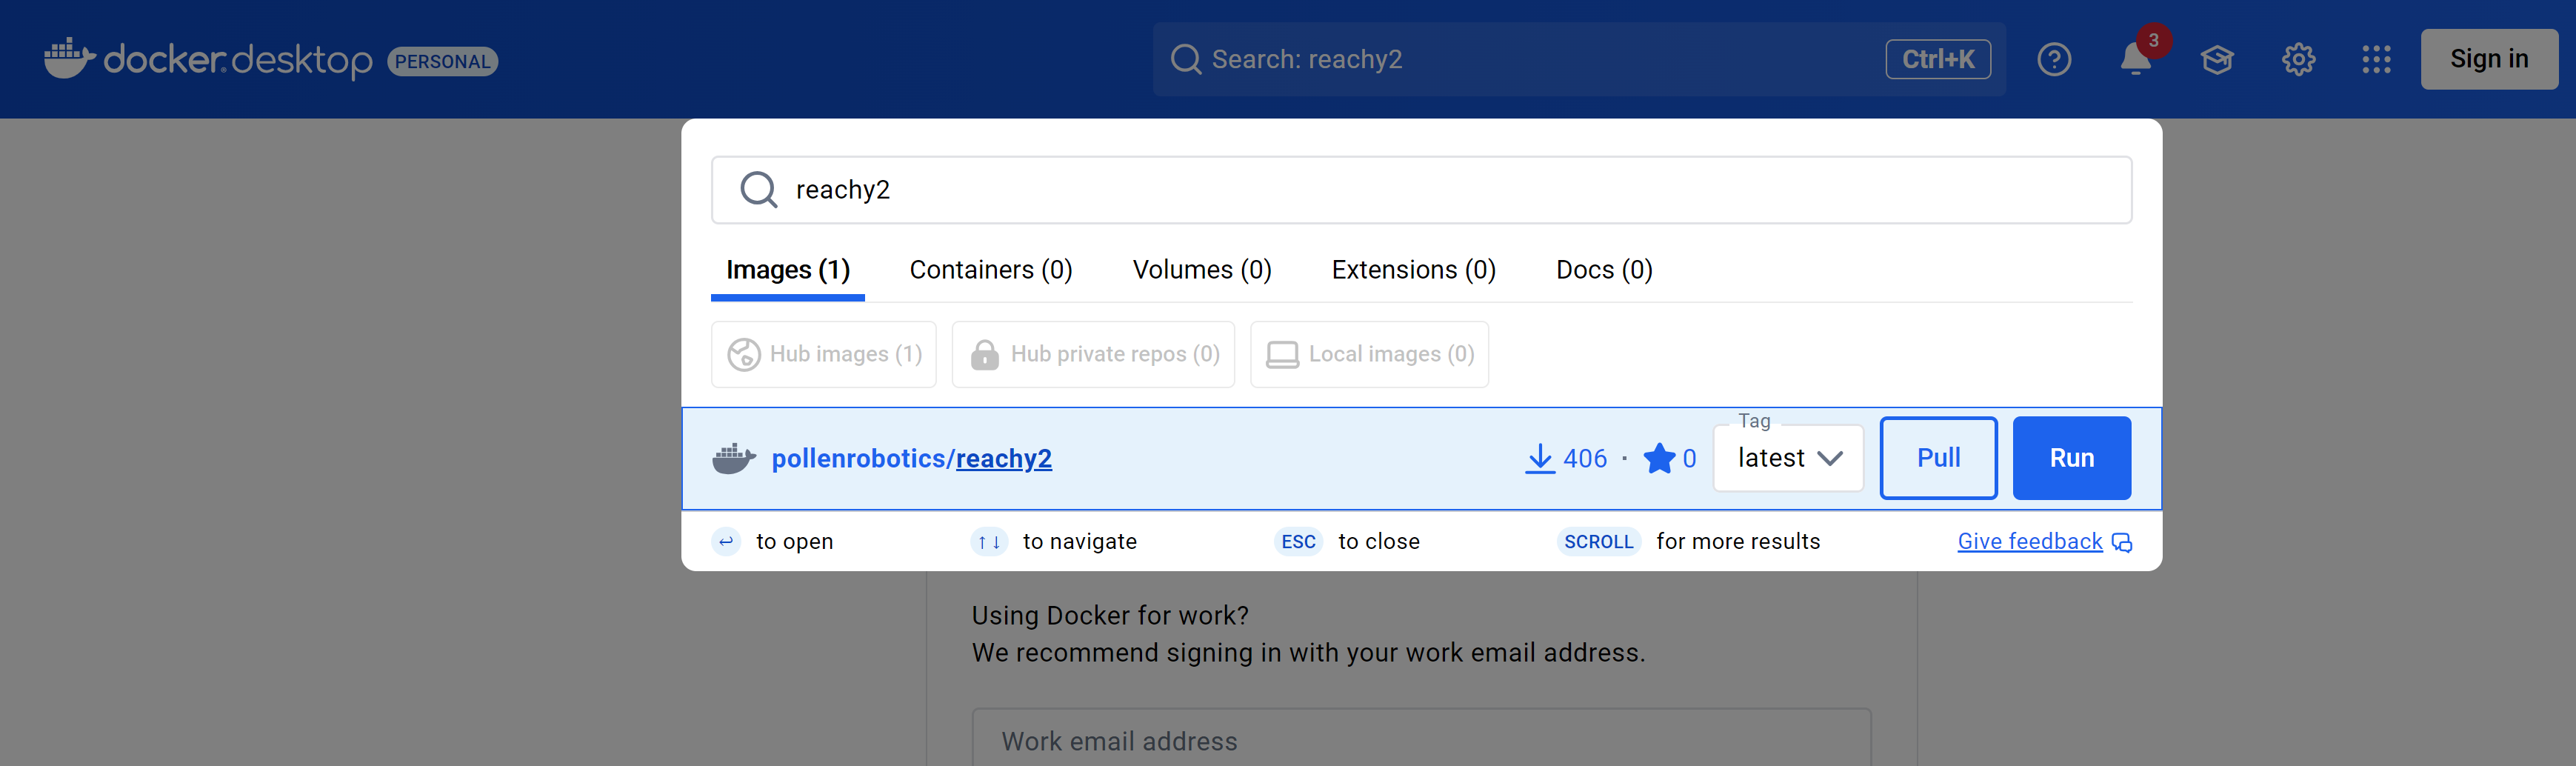 docker.desktop PERSONAL Search: reachy2 Ctrl+K 3 Sign in
reachy2
Images (1) Containers (0) Volumes (0) Extensions (0) Docs (0)
Hub images (1) Hub private repos (0) Local images (0)
Tag
pollenrobotics/reachy2 406 · 0 latest Pull Run
↩ to open ↑ ↓ to navigate ESC to close SCROLL for more results Give feedback
Using Docker for work?
We recommend signing in with your work email address.
Work email address